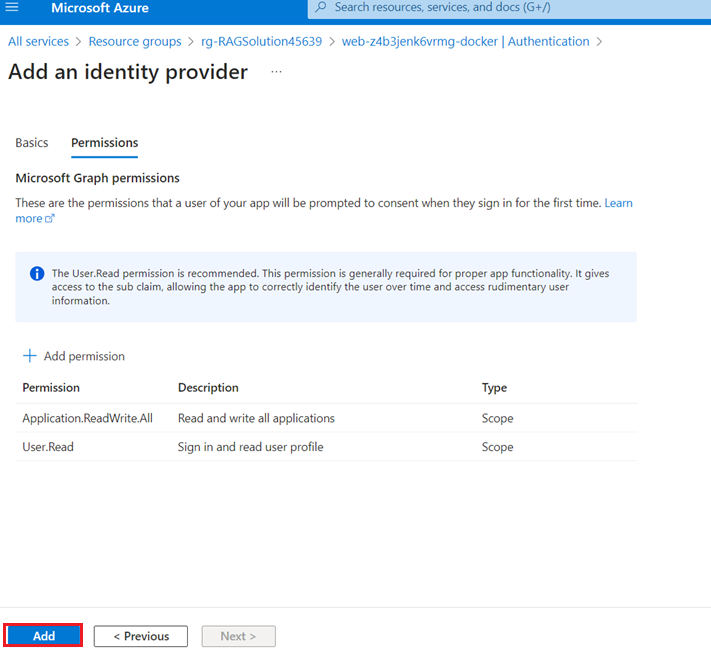 Microsoft Azure
Search resources, services, and docs (G+/)
All services > Resource groups > rg-RAGSolution45639 > web-z4b3jenk6vrmg-docker | Authentication >
Add an identity provider ...
Basics Permissions
Microsoft Graph permissions
These are the permissions that a user of your app will be prompted to consent when they sign in for the first time. Learn
more
The User.Read permission is recommended. This permission is generally required for proper app functionality. It gives
access to the sub claim, allowing the app to correctly identify the user over time and access rudimentary user
information.
Add permission
Permission Description Type
Application.ReadWrite.All Read and write all applications Scope
User.Read Sign in and read user profile Scope
Add < Previous Next >